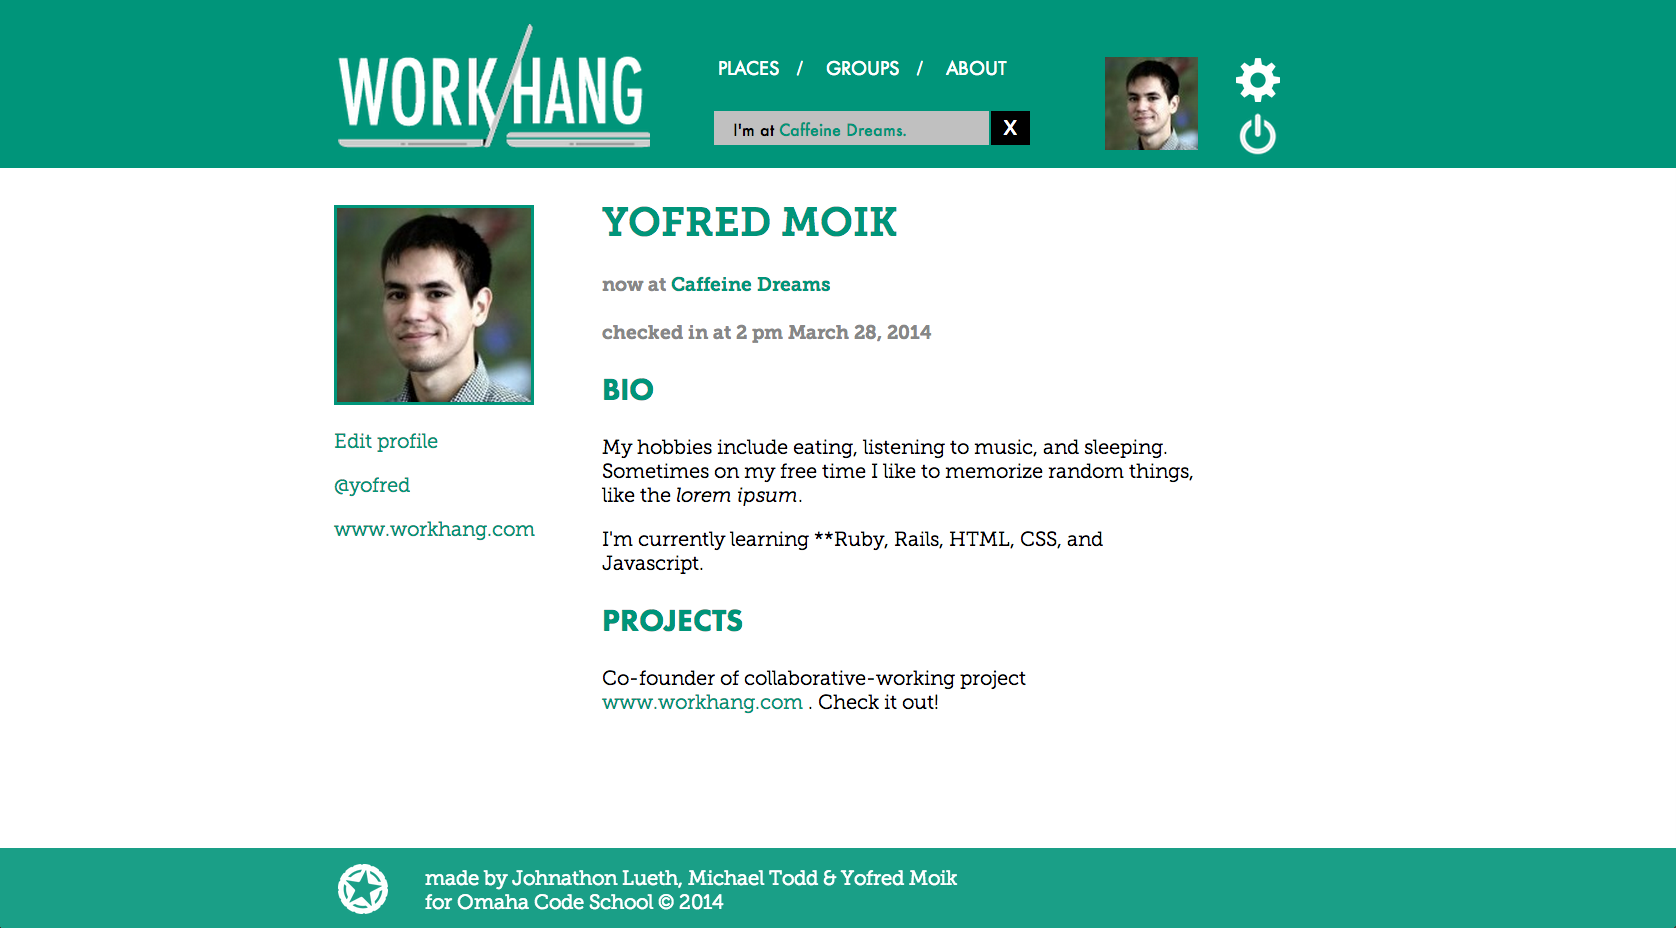 WORK/HANG
PLACES / GROUPS / ABOUT
I'm at Caffeine Dreams. X
YOFRED MOIK
now at Caffeine Dreams
checked in at 2 pm March 28, 2014
Edit profile
@yofred
www.workhang.com
BIO
My hobbies include eating, listening to music, and sleeping.
Sometimes on my free time I like to memorize random things,
like the lorem ipsum.
I'm currently learning **Ruby, Rails, HTML, CSS, and
Javascript.
PROJECTS
Co-founder of collaborative-working project
www.workhang.com . Check it out!
made by Johnathon Lueth, Michael Todd & Yofred Moik
for Omaha Code School © 2014